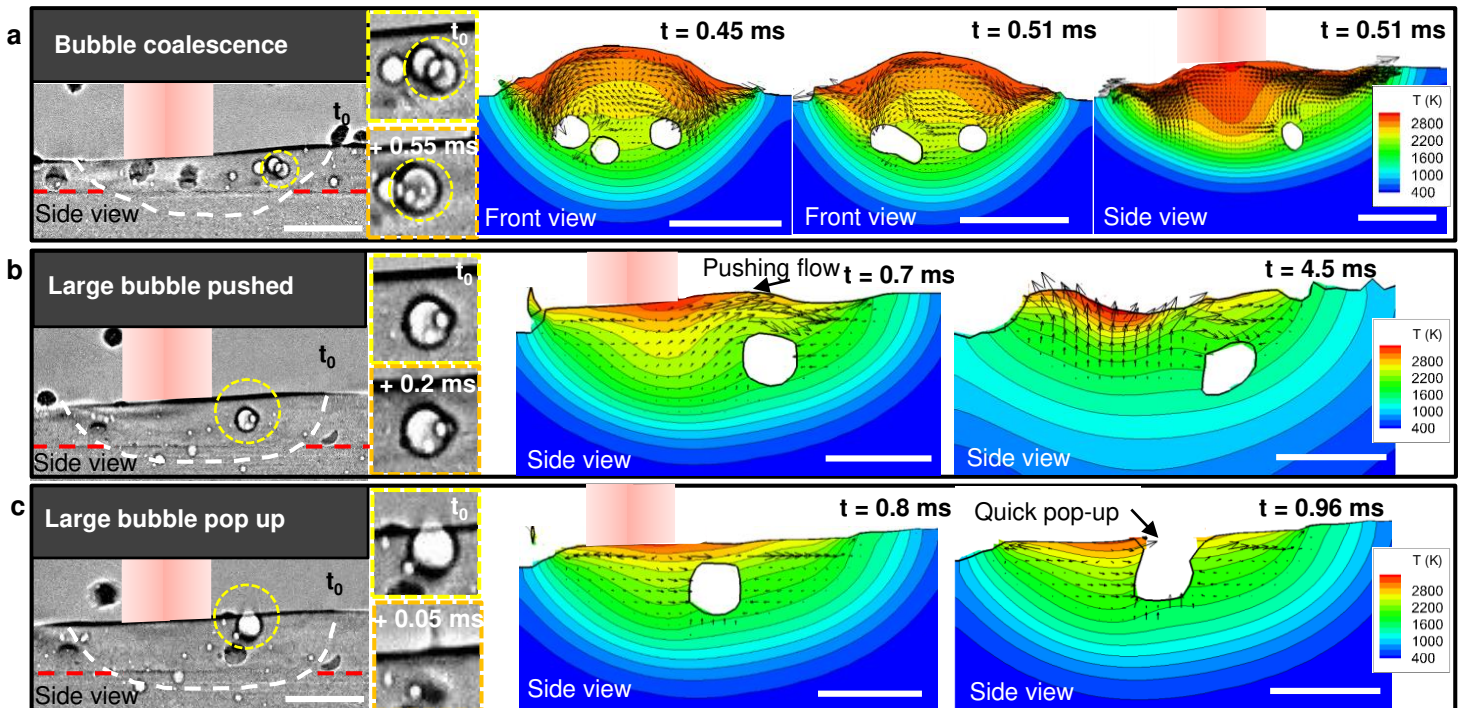 a
Bubble coalescence
t0
Side view
t0
+ 0.55 ms
t = 0.45 ms
Front view
t = 0.51 ms
Front view
t = 0.51 ms
Side view
T (K)
2800
2200
1600
1000
400
b
Large bubble pushed
t0
Side view
t0
+ 0.2 ms
Pushing flow
t = 0.7 ms
Side view
t = 4.5 ms
Side view
T (K)
2800
2200
1600
1000
400
c
Large bubble pop up
t0
Side view
t0
+ 0.05 ms
t = 0.8 ms
Side view
Quick pop-up
t = 0.96 ms
Side view
T (K)
2800
2200
1600
1000
400